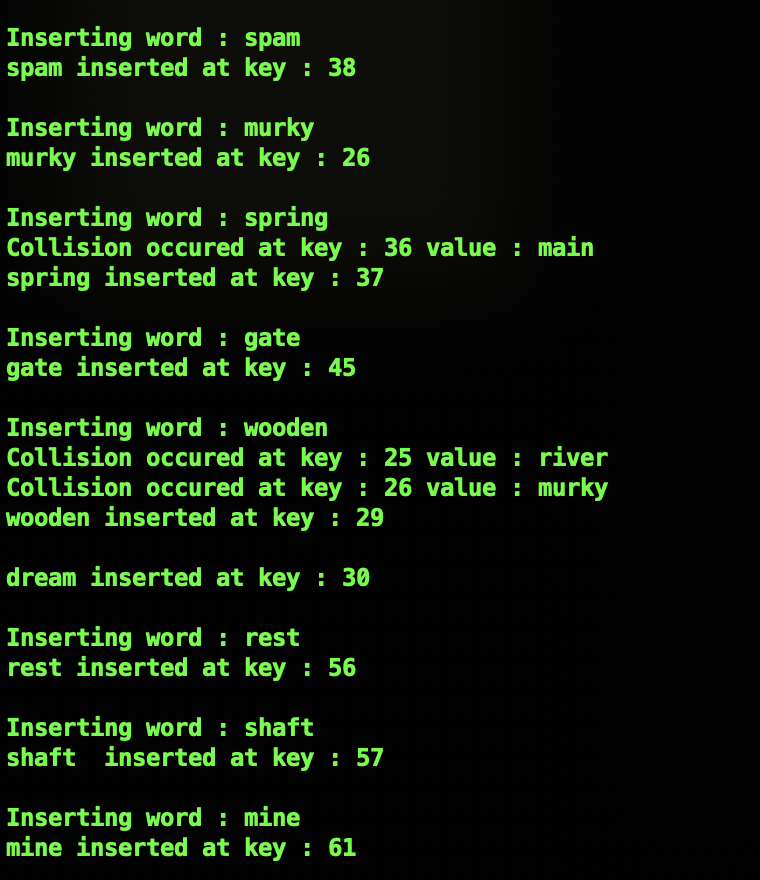 Inserting word : spam
spam inserted at key : 38
Inserting word : murky
murky inserted at key : 26
Inserting word : spring
Collision occured at key : 36 value : main
spring inserted at key : 37
Inserting word : gate
gate inserted at key : 45
Inserting word : wooden
Collision occured at key : 25 value : river
Collision occured at key : 26 value : murky
wooden inserted at key : 29
dream inserted at key : 30
Inserting word : rest
rest inserted at key : 56
Inserting word : shaft
shaft  inserted at key : 57
Inserting word : mine
mine inserted at key : 61